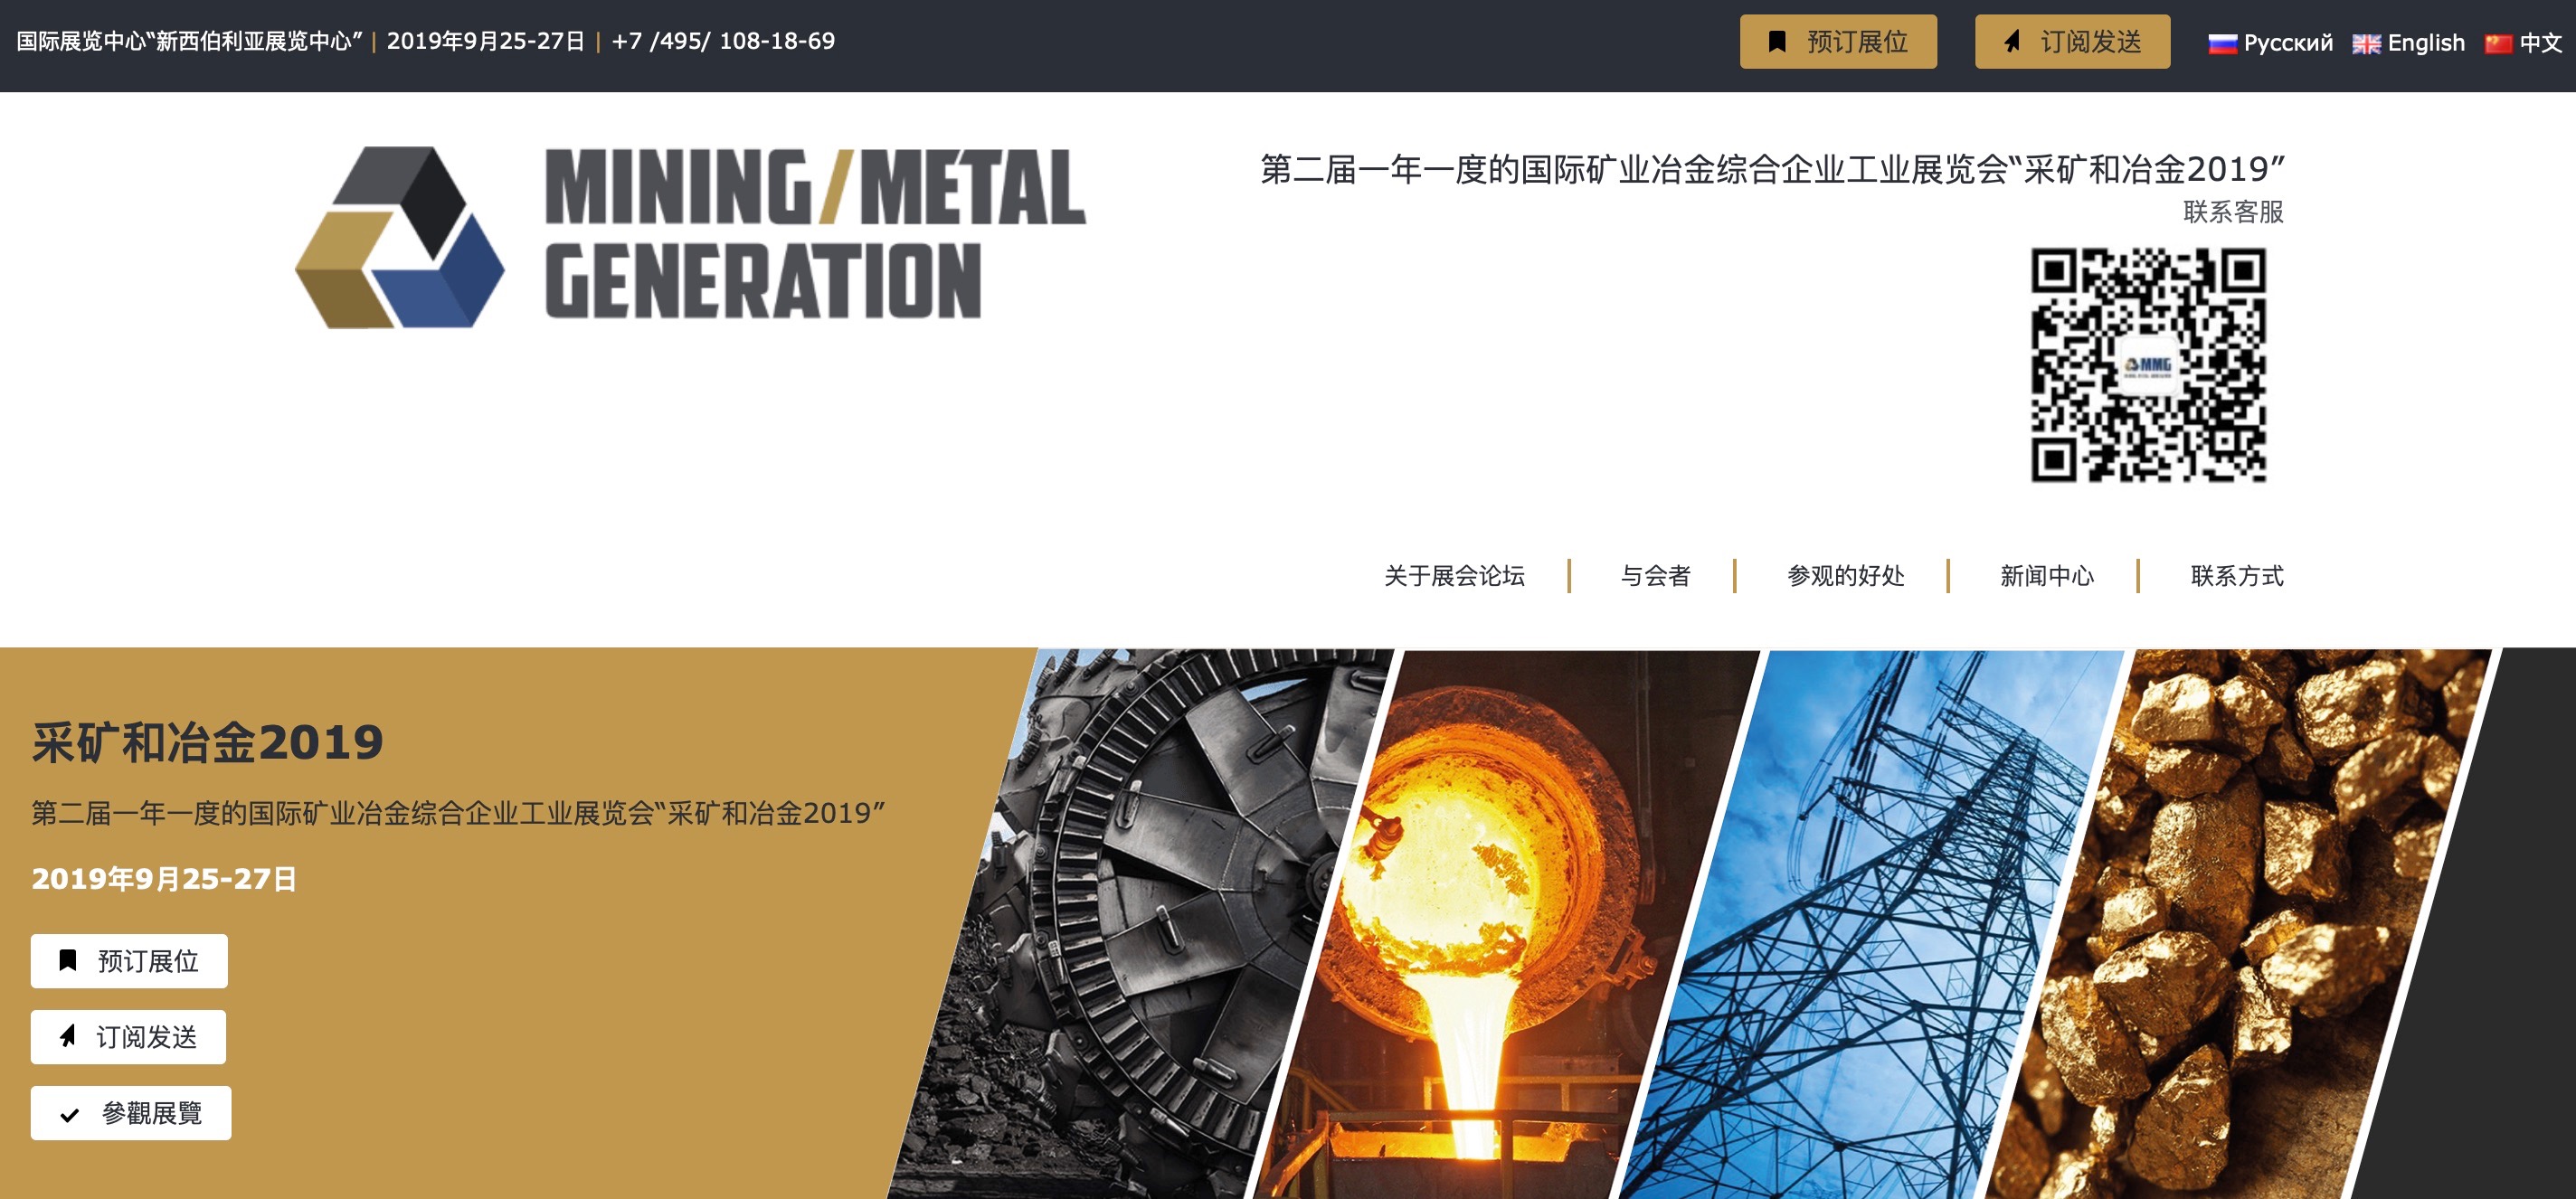 国际展览中心“新西伯利亚展览中心” | 2019年9月25-27日 | +7 /495/ 108-18-69
预订展位
订阅发送
Русский English 中文
MINING/METAL
GENERATION
第二届一年一度的国际矿业冶金综合企业工业展览会“采矿和冶金2019”
联系客服
MMG
关于展会论坛 | 与会者 | 参观的好处 | 新闻中心 | 联系方式
采矿和冶金2019
第二届一年一度的国际矿业冶金综合企业工业展览会“采矿和冶金2019”
2019年9月25-27日
预订展位
订阅发送
參觀展覽